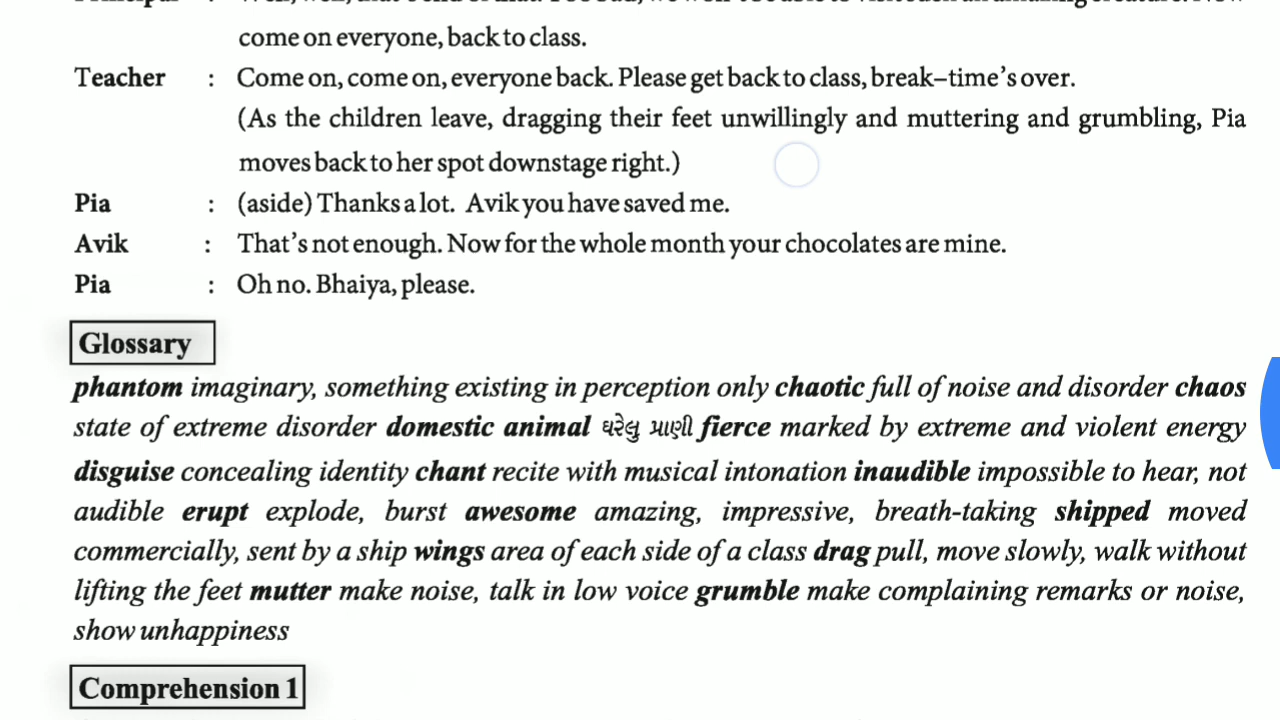 come on everyone, back to class.
Teacher : Come on, come on, everyone back. Please get back to class, break–time's over.
(As the children leave, dragging their feet unwillingly and muttering and grumbling, Pia
moves back to her spot downstage right.)
Pia : (aside) Thanks a lot. Avik you have saved me.
Avik : That's not enough. Now for the whole month your chocolates are mine.
Pia : Oh no. Bhaiya, please.
Glossary
phantom imaginary, something existing in perception only chaotic full of noise and disorder chaos
state of extreme disorder domestic animal ઘરેલુ પ્રાણી fierce marked by extreme and violent energy
disguise concealing identity chant recite with musical intonation inaudible impossible to hear, not
audible erupt explode, burst awesome amazing, impressive, breath-taking shipped moved
commercially, sent by a ship wings area of each side of a class drag pull, move slowly, walk without
lifting the feet mutter make noise, talk in low voice grumble make complaining remarks or noise,
show unhappiness
Comprehension 1